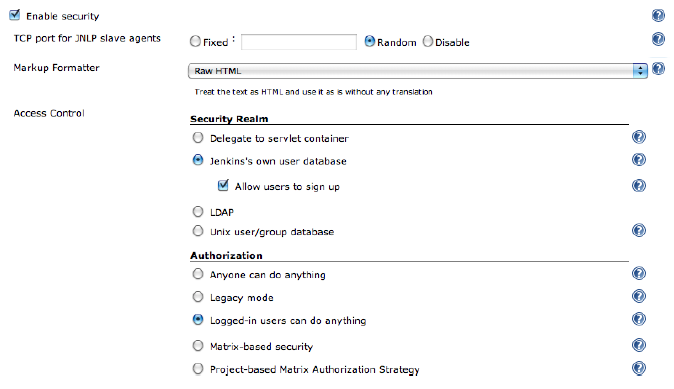 Enable security
TCP port for JNLP slave agents
Fixed :
Random
Disable
Markup Formatter
Raw HTML
Treat the text as HTML and use it as is without any translation
Access Control
Security Realm
Delegate to servlet container
Jenkins's own user database
Allow users to sign up
LDAP
Unix user/group database
Authorization
Anyone can do anything
Legacy mode
Logged-in users can do anything
Matrix-based security
Project-based Matrix Authorization Strategy